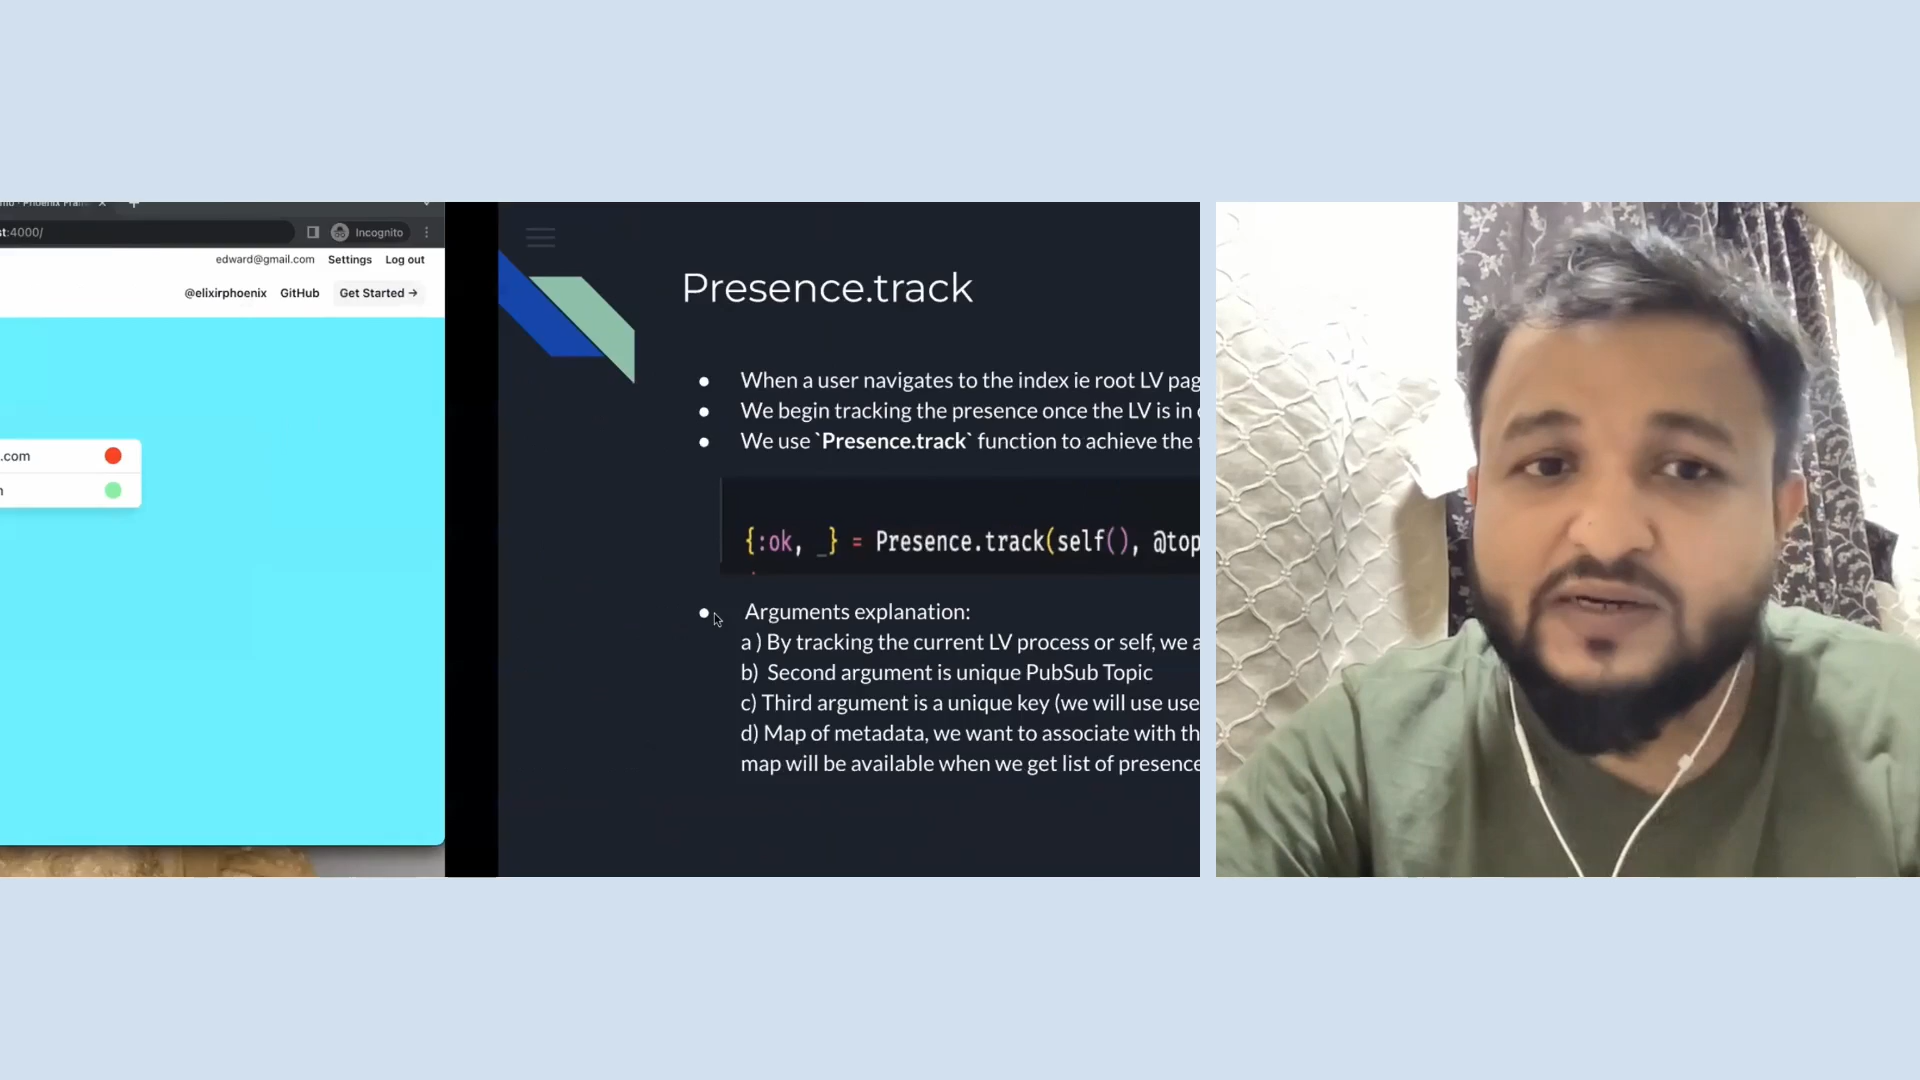 :4000/
Incognito
edward@gmail.com Settings Log out
@elixirphoenix GitHub Get Started →
.com
Presence.track
● When a user navigates to the index ie root LV pag
● We begin tracking the presence once the LV is in
● We use `Presence.track` function to achieve the
{:ok, _} = Presence.track(self(), @top
● Arguments explanation:
a ) By tracking the current LV process or self, we a
b) Second argument is unique PubSub Topic
c) Third argument is a unique key (we will use use
d) Map of metadata, we want to associate with th
map will be available when we get list of presence